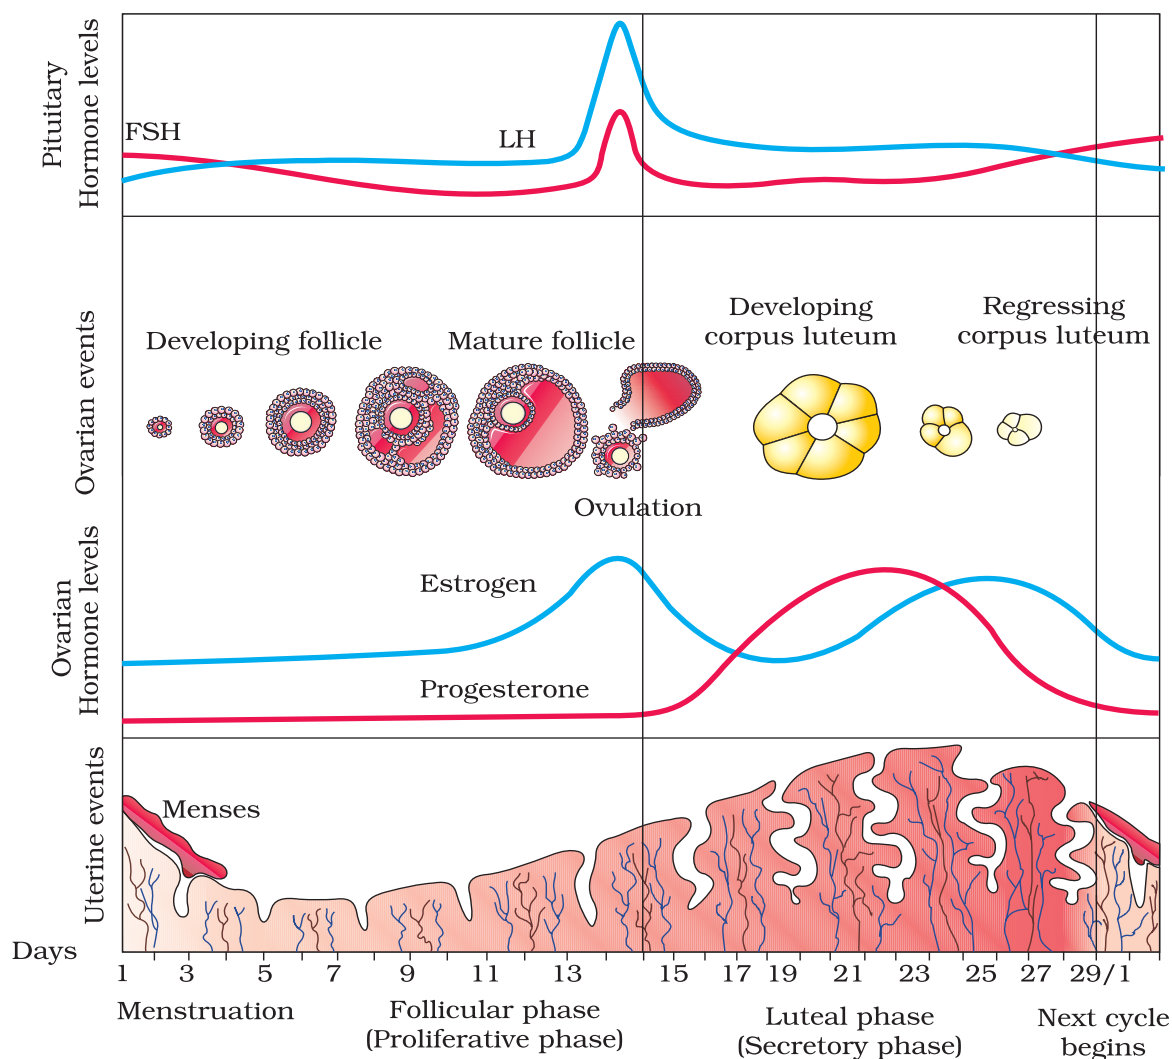 Pituitary
Hormone levels
FSH
LH
Ovarian events
Developing follicle
Mature follicle
Developing
corpus luteum
Regressing
corpus luteum
Ovulation
Ovarian
Hormone levels
Estrogen
Progesterone
Uterine events
Menses
Days
1 3 5 7 9 11 13 15 17 19 21 23 25 27 29/1
Menstruation
Follicular phase
(Proliferative phase)
Luteal phase
(Secretory phase)
Next cycle
begins